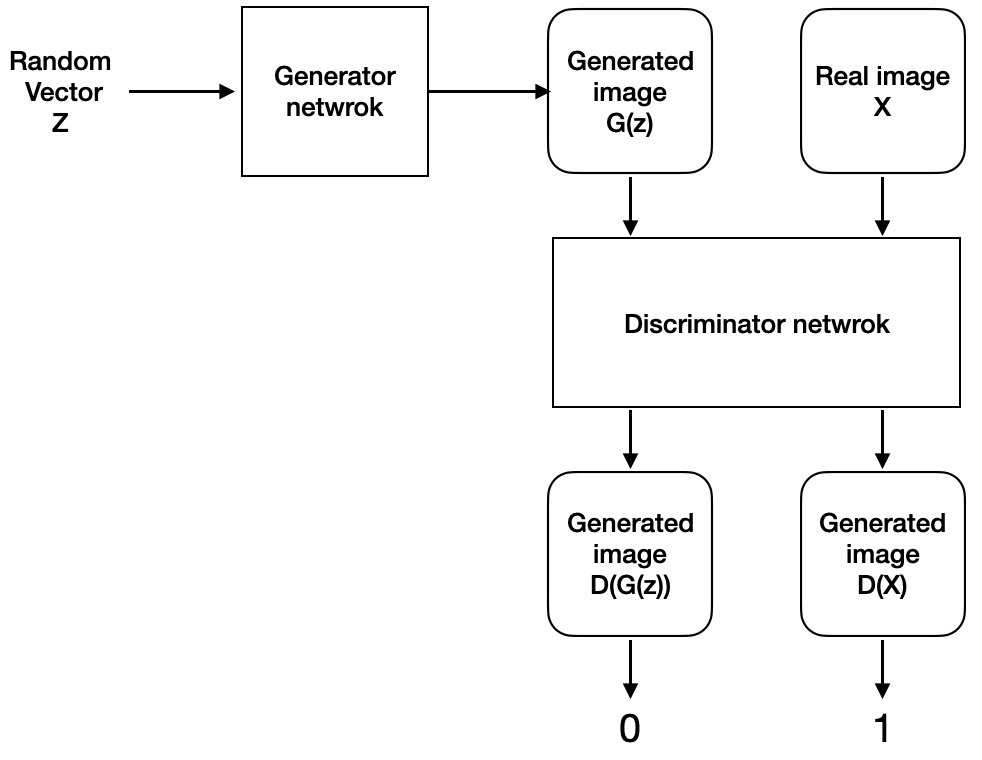 Random
Vector
Z
Generator
netwrok
Generated
image
G(z)
Real image
X
Discriminator netwrok
Generated
image
D(G(z))
Generated
image
D(X)
0
1